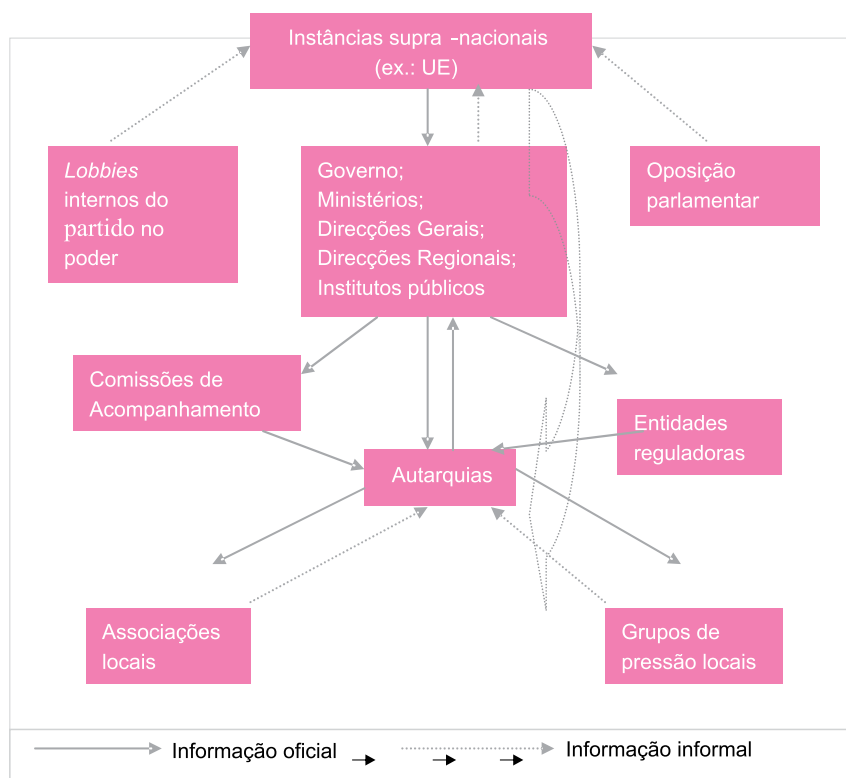 Instâncias supra -nacionais
(ex.: UE)
Lobbies
internos do
partido no
poder
Governo;
Ministérios;
Direcções Gerais;
Direcções Regionais;
Institutos públicos
Oposição
parlamentar
Comissões de
Acompanhamento
Entidades
reguladoras
Autarquias
Associações
locais
Grupos de
pressão locais
Informação oficial
Informação informal